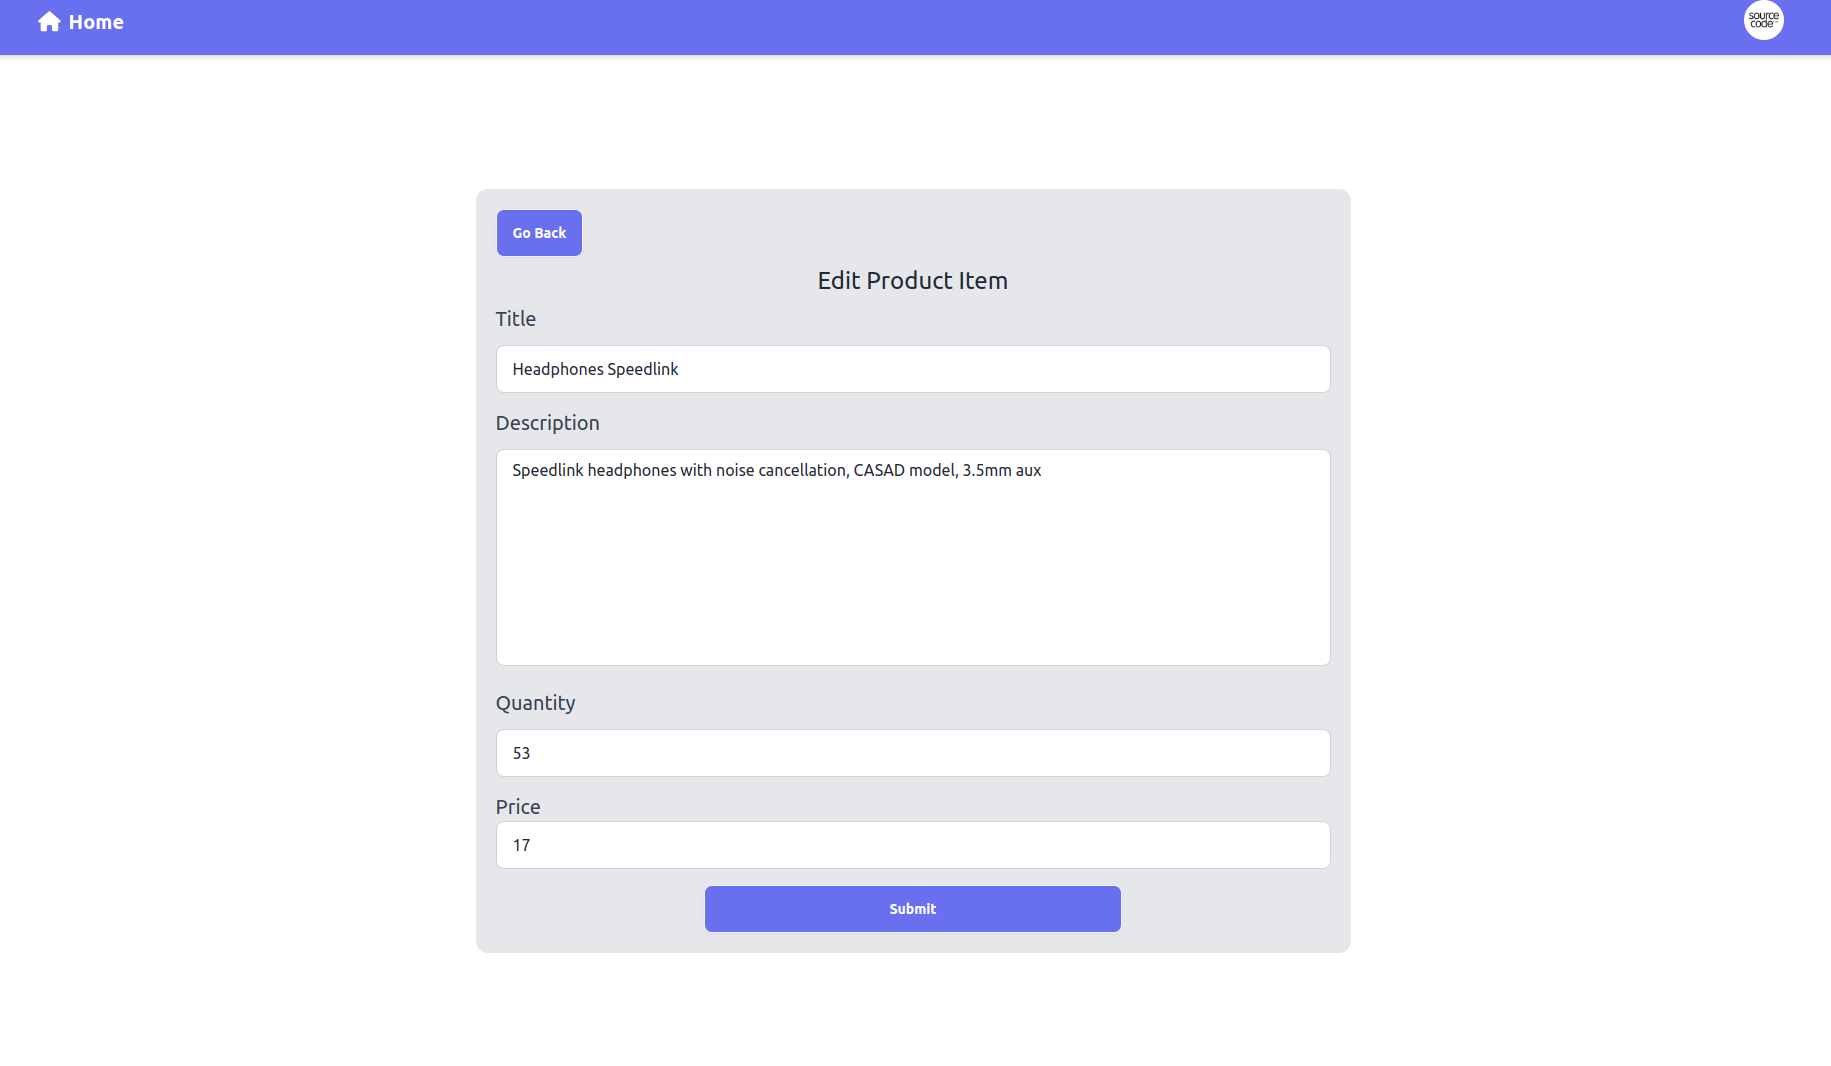 Home
source
code
Go Back
Edit Product Item
Title
Headphones Speedlink
Description
Speedlink headphones with noise cancellation, CASAD model, 3.5mm aux
Quantity
53
Price
17
Submit